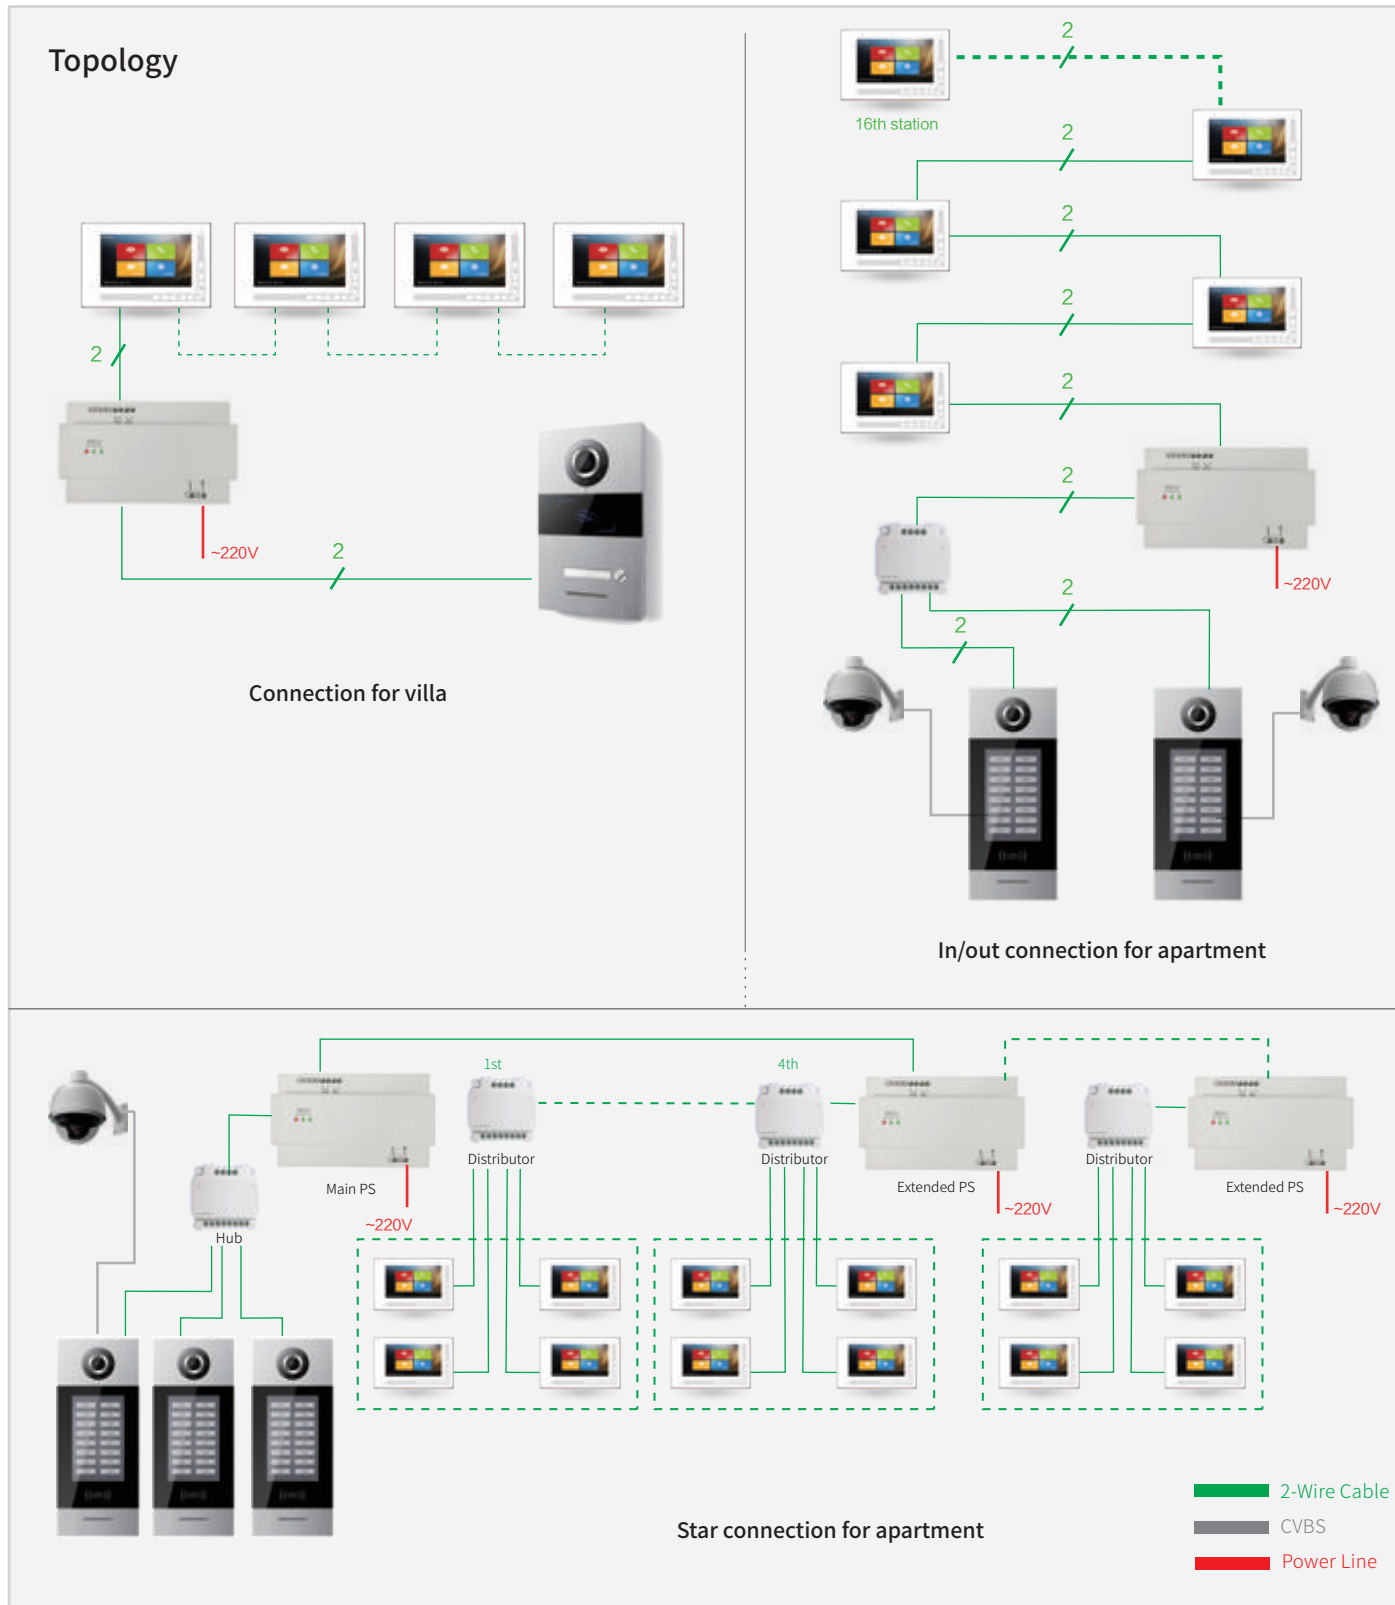 Topology
2
~220V
2
Connection for villa
2
16th station
2
2
2
2
2
~220V
2
2
In/out connection for apartment
1st
4th
Main PS
~220V
Hub
Distributor
Distributor
Extended PS
~220V
Distributor
Extended PS
~220V
Star connection for apartment
2-Wire Cable
CVBS
Power Line